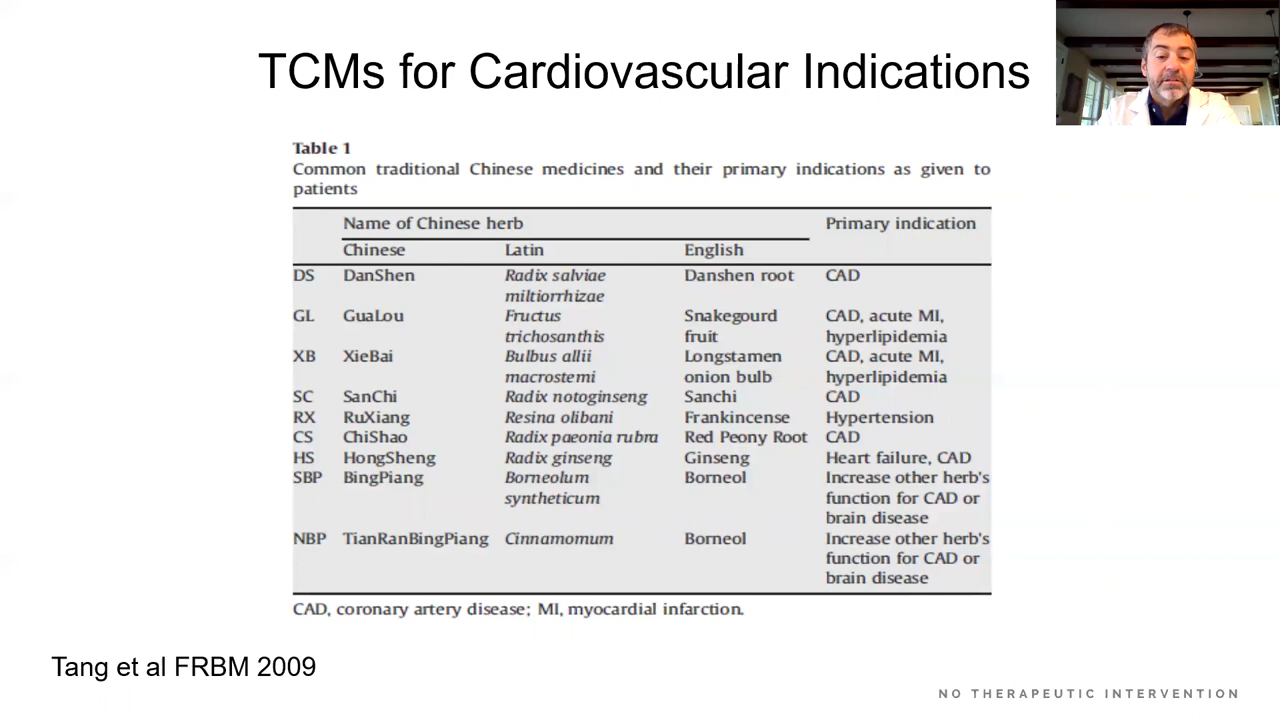 TCMs for Cardiovascular Indications
Table 1
Common traditional Chinese medicines and their primary indications as given to
patients
Name of Chinese herb Primary indication
Chinese Latin English
DS DanShen Radix salviae Danshen root CAD
miltiorrhizae
GL GuaLou Fructus Snakegourd CAD, acute MI,
trichosanthis fruit hyperlipidemia
XB XieBai Bulbus allii Longstamen CAD, acute MI,
macrostemi onion bulb hyperlipidemia
SC SanChi Radix notoginseng Sanchi CAD
RX RuXiang Resina olibani Frankincense Hypertension
CS ChiShao Radix paeonia rubra Red Peony Root CAD
HS HongSheng Radix ginseng Ginseng Heart failure, CAD
SBP BingPiang Borneolum Borneol Increase other herb's
syntheticum function for CAD or
brain disease
NBP TianRanBingPiang Cinnamomum Borneol Increase other herb's
function for CAD or
brain disease
CAD, coronary artery disease; MI, myocardial infarction.
Tang et al FRBM 2009
NO THERAPEUTIC INTERVENTION